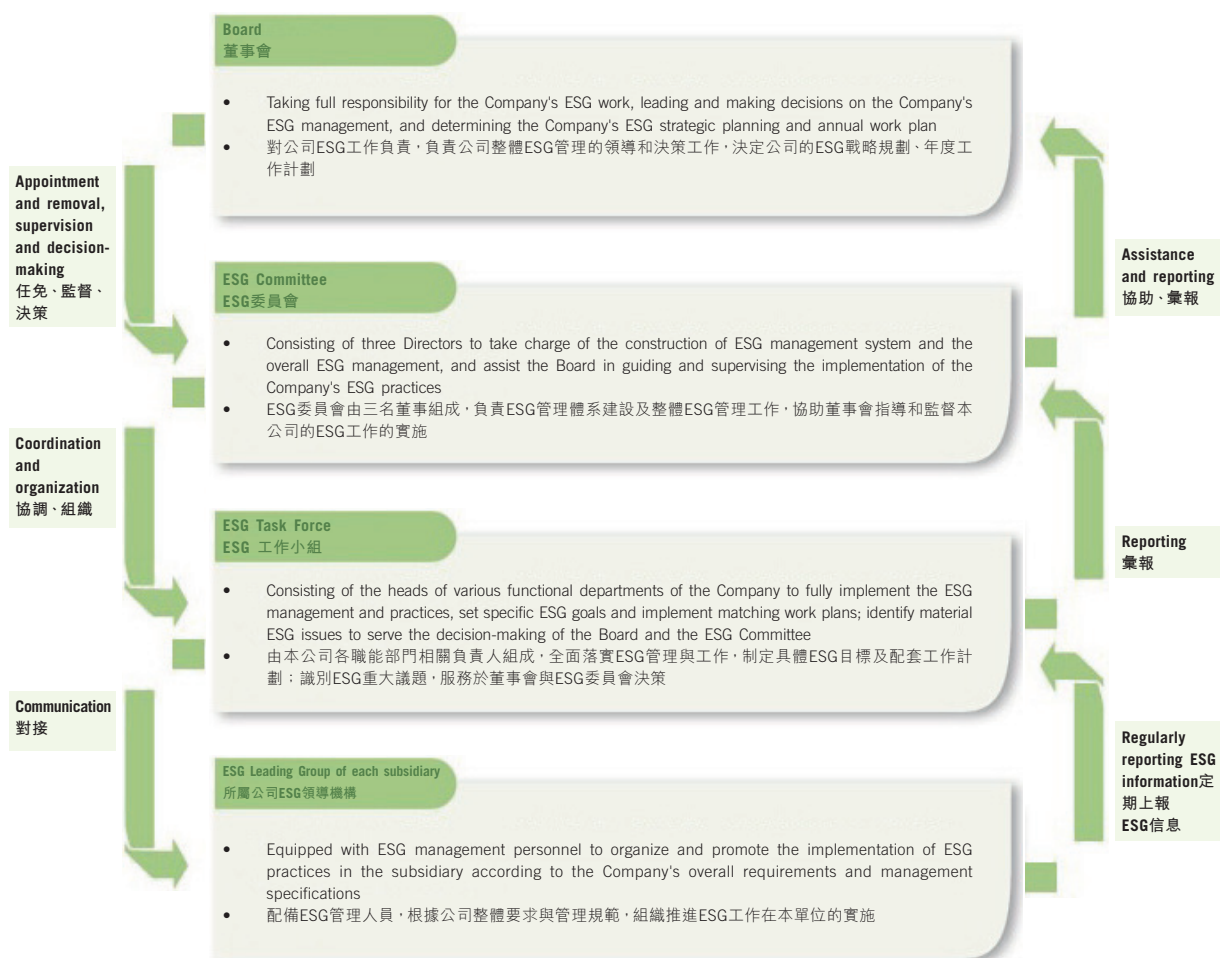 Board
董事會
•	Taking full responsibility for the Company's ESG work, leading and making decisions on the Company's
ESG management, and determining the Company's ESG strategic planning and annual work plan
•	對公司ESG工作負責，負責公司整體ESG管理的領導和決策工作，決定公司的ESG戰略規劃、年度工
作計劃
Appointment
and removal,
supervision
and decision-
making
任免、監督、
決策
Assistance
and reporting
協助、彙報
ESG Committee
ESG委員會
•	Consisting of three Directors to take charge of the construction of ESG management system and the
overall ESG management, and assist the Board in guiding and supervising the implementation of the
Company's ESG practices
•	ESG委員會由三名董事組成，負責ESG管理體系建設及整體ESG管理工作，協助董事會指導和監督本
公司的ESG工作的實施
Coordination
and
organization
協調、組織
Reporting
彙報
ESG Task Force
ESG 工作小組
•	Consisting of the heads of various functional departments of the Company to fully implement the ESG
management and practices, set specific ESG goals and implement matching work plans; identify material
ESG issues to serve the decision-making of the Board and the ESG Committee
•	由本公司各職能部門相關負責人組成，全面落實ESG管理與工作，制定具體ESG目標及配套工作計
劃；識別ESG重大議題，服務於董事會與ESG委員會決策
Communication
對接
Regularly
reporting ESG
information定
期上報
ESG信息
ESG Leading Group of each subsidiary
所屬公司ESG領導機構
•	Equipped with ESG management personnel to organize and promote the implementation of ESG
practices in the subsidiary according to the Company's overall requirements and management
specifications
•	配備ESG管理人員，根據公司整體要求與管理規範，組織推進ESG工作在本單位的實施